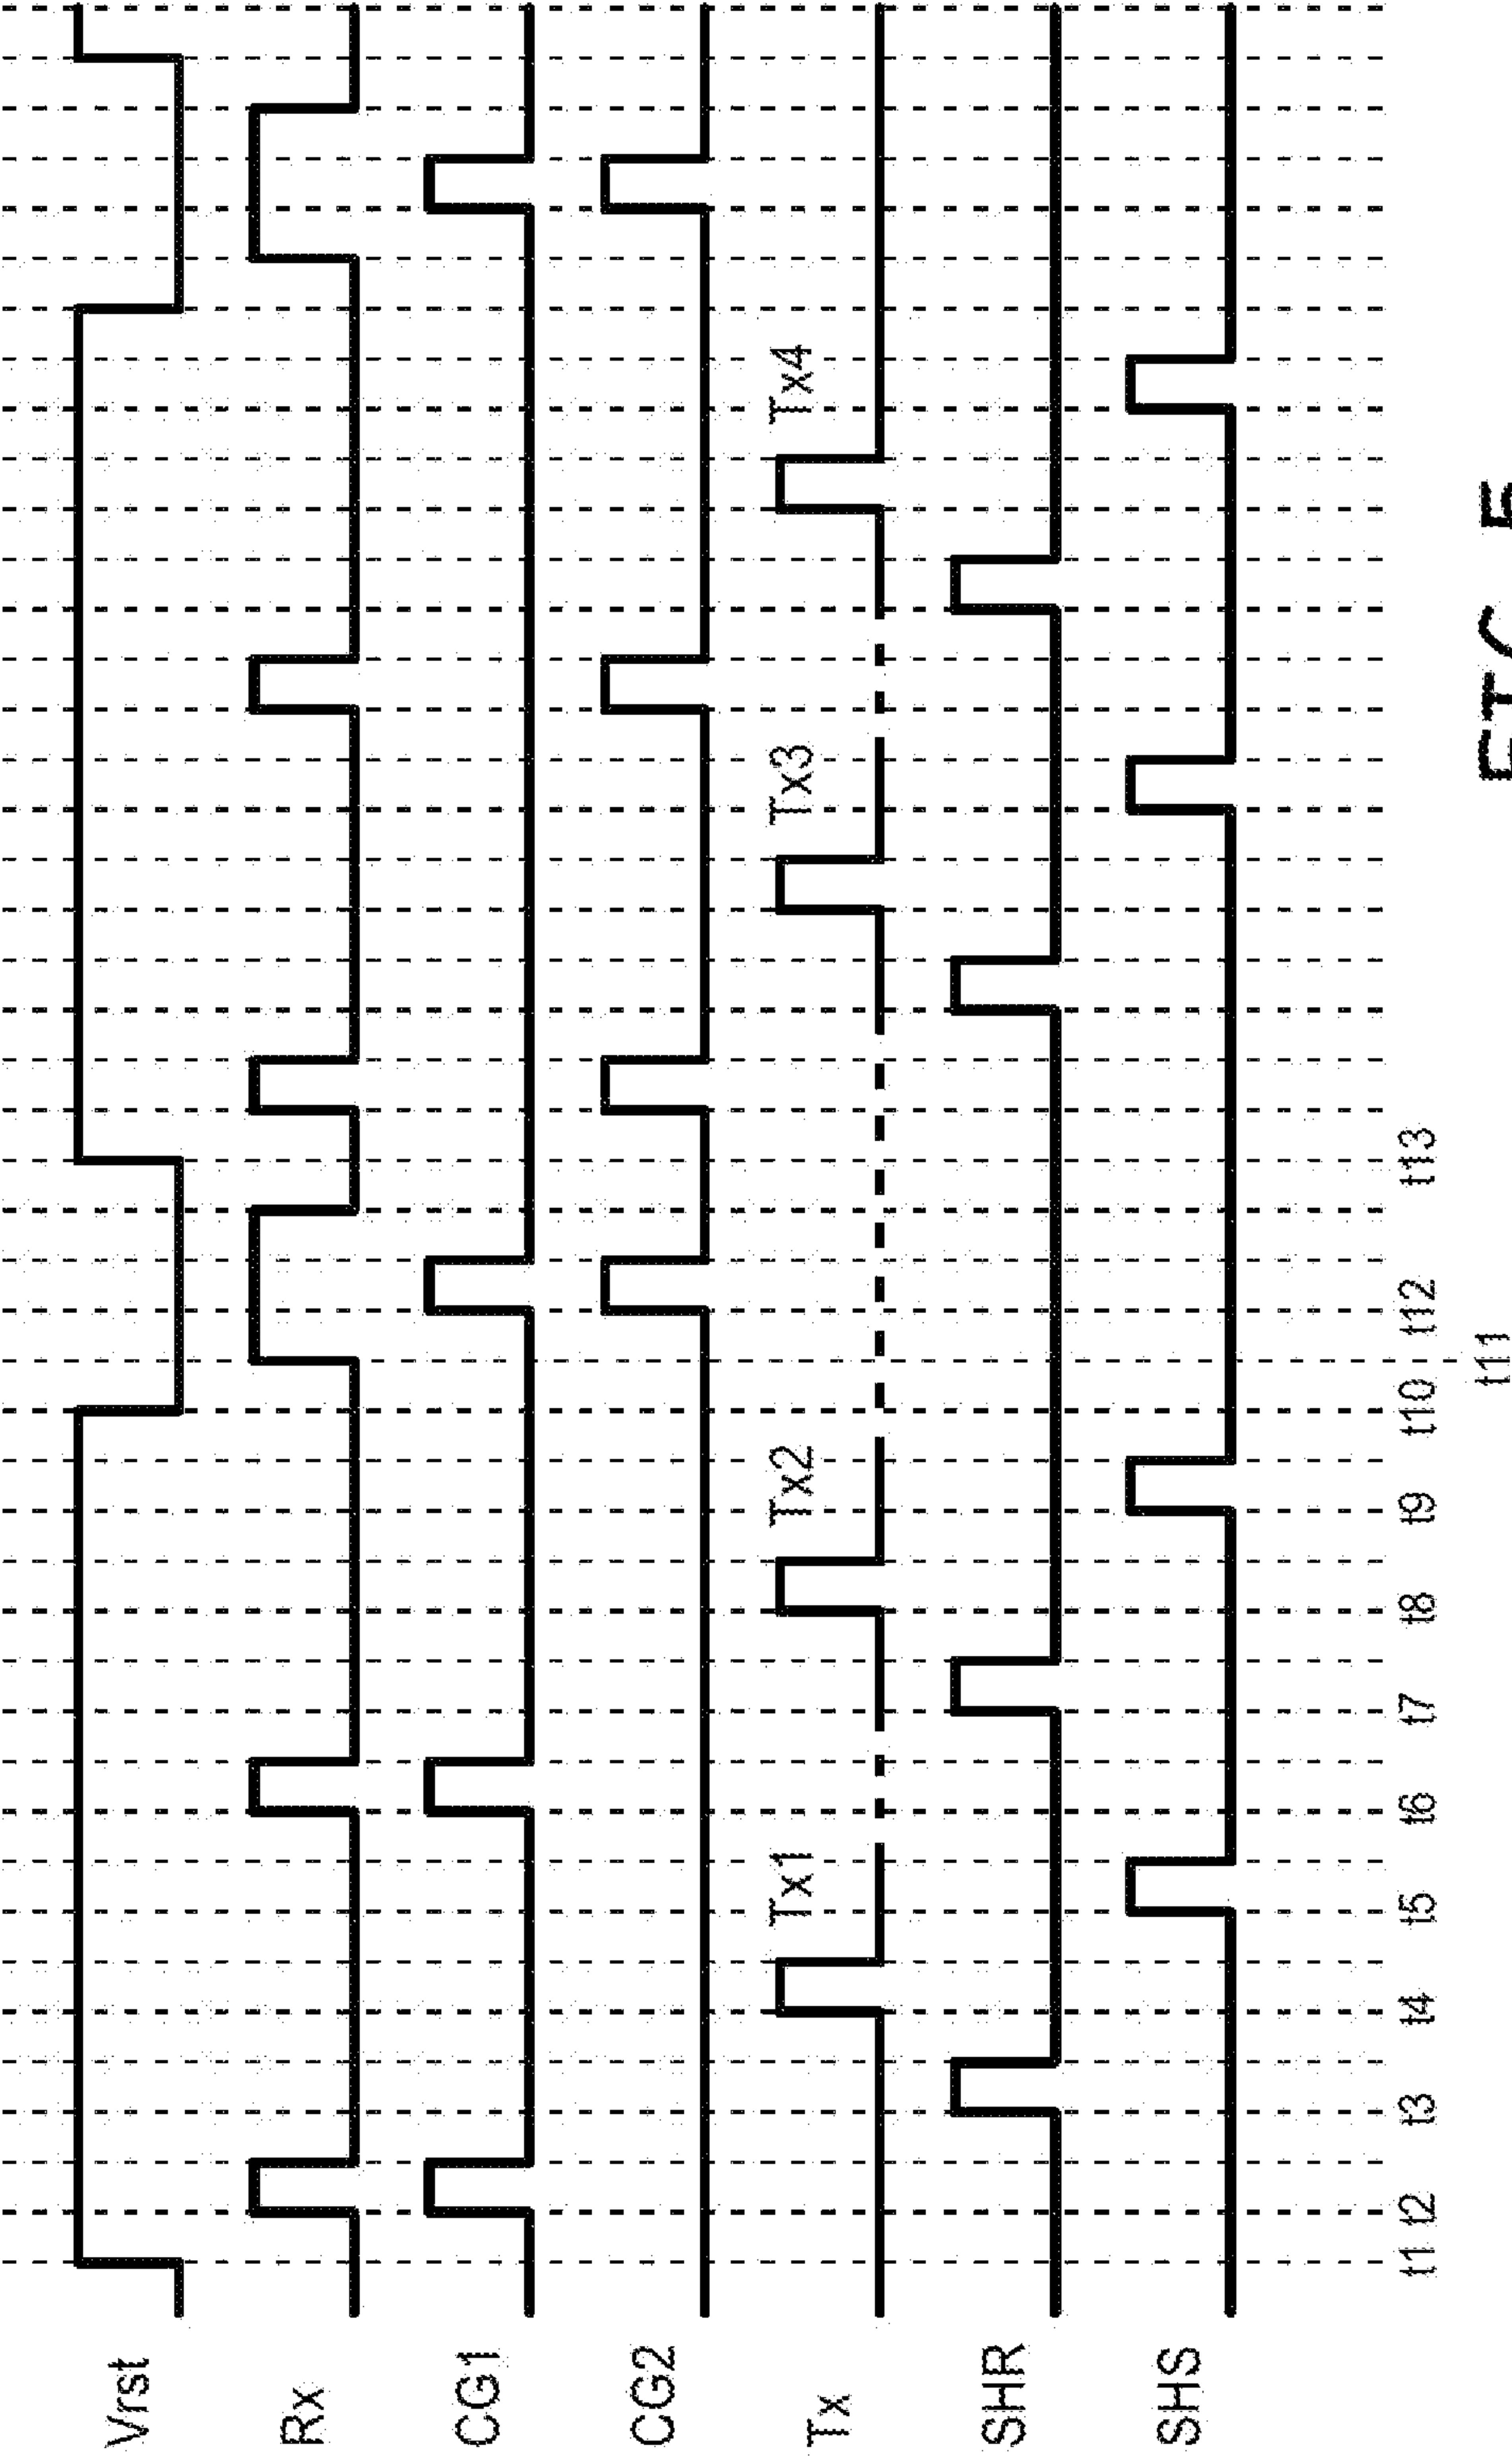 Vrst
Rx
CG1
CG2
Tx
Tx1
Tx2
Tx3
Tx4
SHR
SHS
t1 t2 t3 t4 t5 t6 t7 t8 t9 t10 t12 t13
t11